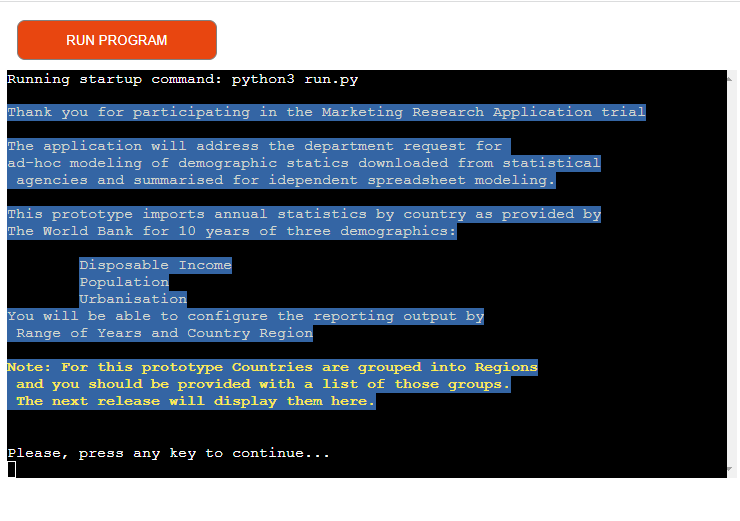 RUN PROGRAM
Running startup command: python3 run.py
Thank you for participating in the Marketing Research Application trial
The application will address the department request for
ad-hoc modeling of demographic statics downloaded from statistical
agencies and summarised for idependent spreadsheet modeling.
This prototype imports annual statistics by country as provided by
The World Bank for 10 years of three demographics:
Disposable Income
Population
Urbanisation
You will be able to configure the reporting output by
Range of Years and Country Region
Note: For this prototype Countries are grouped into Regions
and you should be provided with a list of those groups.
The next release will display them here.
Please, press any key to continue...